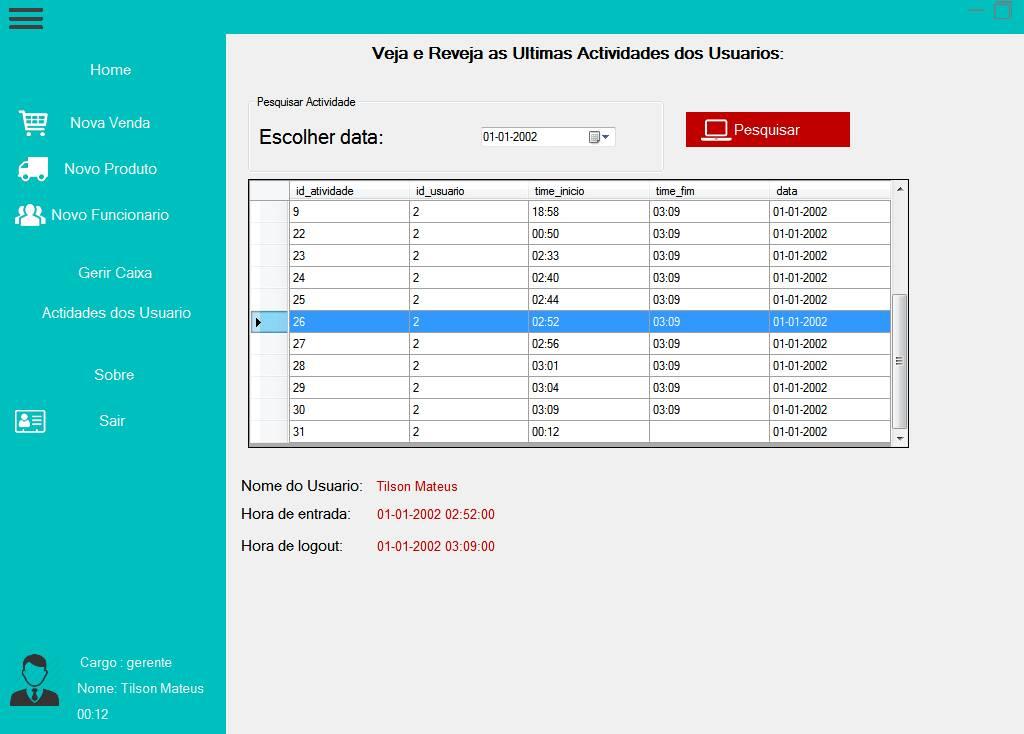 Home
Nova Venda
Novo Produto
Novo Funcionario
Gerir Caixa
Actidades dos Usuario
Sobre
Sair
Cargo : gerente
Nome: Tilson Mateus
00:12
Veja e Reveja as Ultimas Actividades dos Usuarios:
Pesquisar Actividade
Escolher data: 01-01-2002
Pesquisar
id_atividade id_usuario time_inicio time_fim data
9 2 18:58 03:09 01-01-2002
22 2 00:50 03:09 01-01-2002
23 2 02:33 03:09 01-01-2002
24 2 02:40 03:09 01-01-2002
25 2 02:44 03:09 01-01-2002
26 2 02:52 03:09 01-01-2002
27 2 02:56 03:09 01-01-2002
28 2 03:01 03:09 01-01-2002
29 2 03:04 03:09 01-01-2002
30 2 03:09 03:09 01-01-2002
31 2 00:12 01-01-2002
Nome do Usuario: Tilson Mateus
Hora de entrada: 01-01-2002 02:52:00
Hora de logout: 01-01-2002 03:09:00